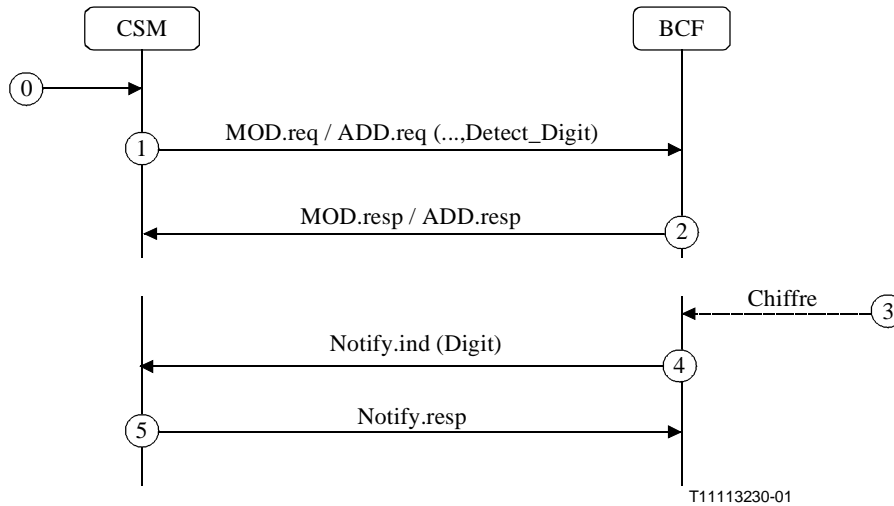 CSM
BCF
0
MOD.req / ADD.req (...,Detect_Digit)
1
MOD.resp / ADD.resp
2
Chiffre
3
Notify.ind (Digit)
4
Notify.resp
5
T11113230-01